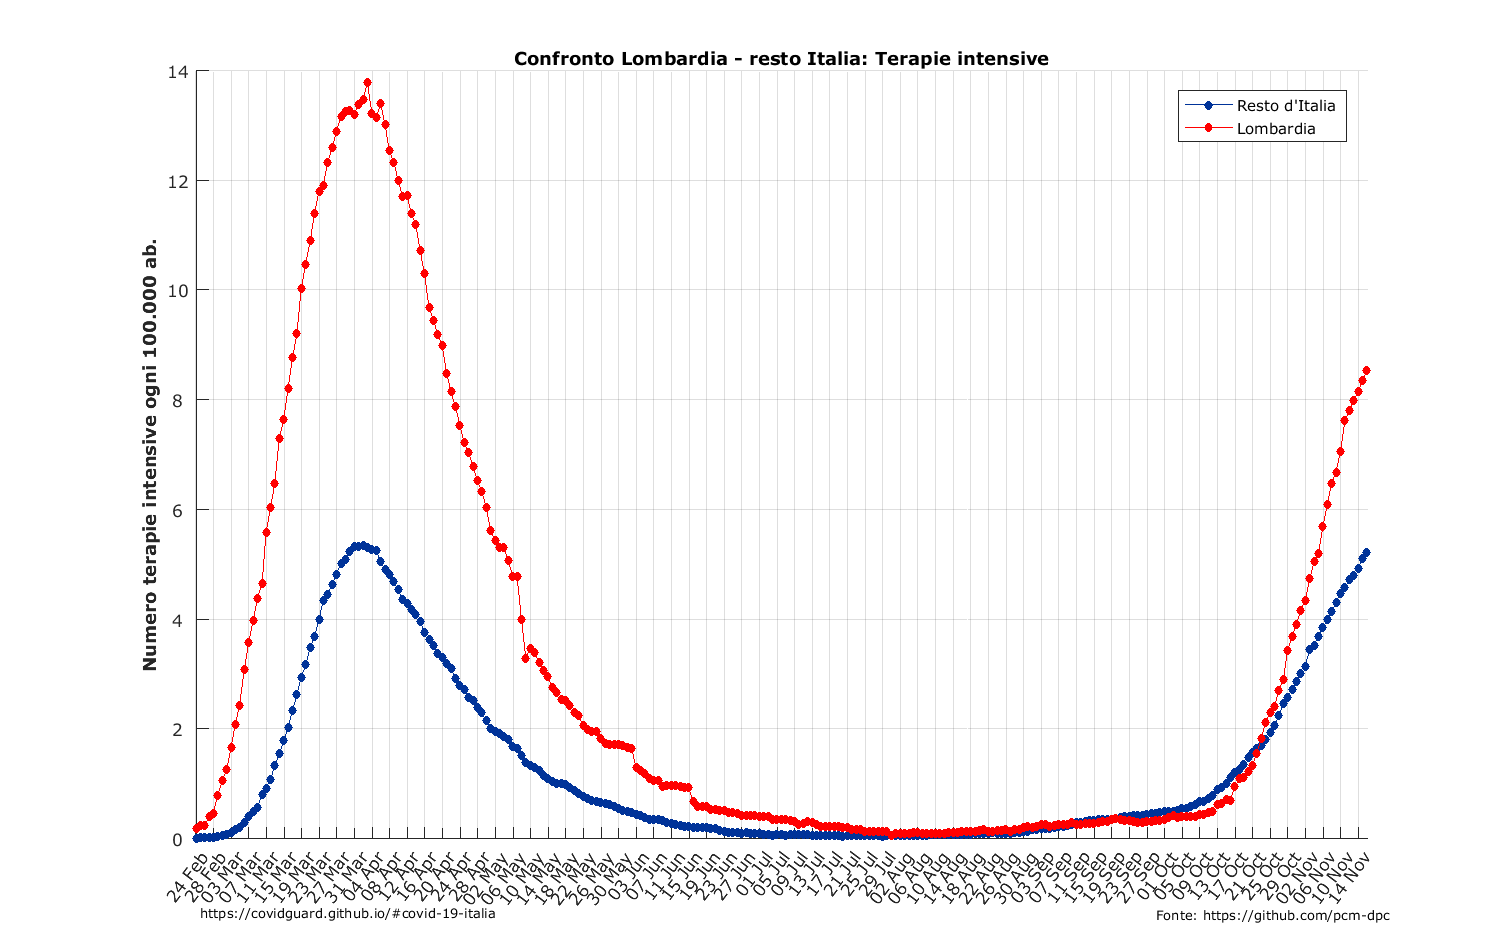 Confronto Lombardia - resto Italia: Terapie intensive
Resto d'Italia
Lombardia
Numero terapie intensive ogni 100.000 ab.
14
12
10
8
6
4
2
0
24 Feb
28 Feb
03 Mar
07 Mar
11 Mar
15 Mar
19 Mar
23 Mar
27 Mar
31 Mar
04 Apr
08 Apr
12 Apr
16 Apr
20 Apr
24 Apr
28 Apr
02 May
06 May
10 May
14 May
18 May
22 May
26 May
30 May
03 Jun
07 Jun
11 Jun
15 Jun
19 Jun
23 Jun
27 Jun
01 Jul
05 Jul
09 Jul
13 Jul
17 Jul
21 Jul
25 Jul
29 Jul
02 Aug
06 Aug
10 Aug
14 Aug
18 Aug
22 Aug
26 Aug
30 Aug
03 Sep
07 Sep
11 Sep
15 Sep
19 Sep
23 Sep
27 Sep
01 Oct
05 Oct
09 Oct
13 Oct
17 Oct
21 Oct
25 Oct
29 Oct
02 Nov
06 Nov
10 Nov
14 Nov
https://covidguard.github.io/#covid-19-italia
Fonte: https://github.com/pcm-dpc